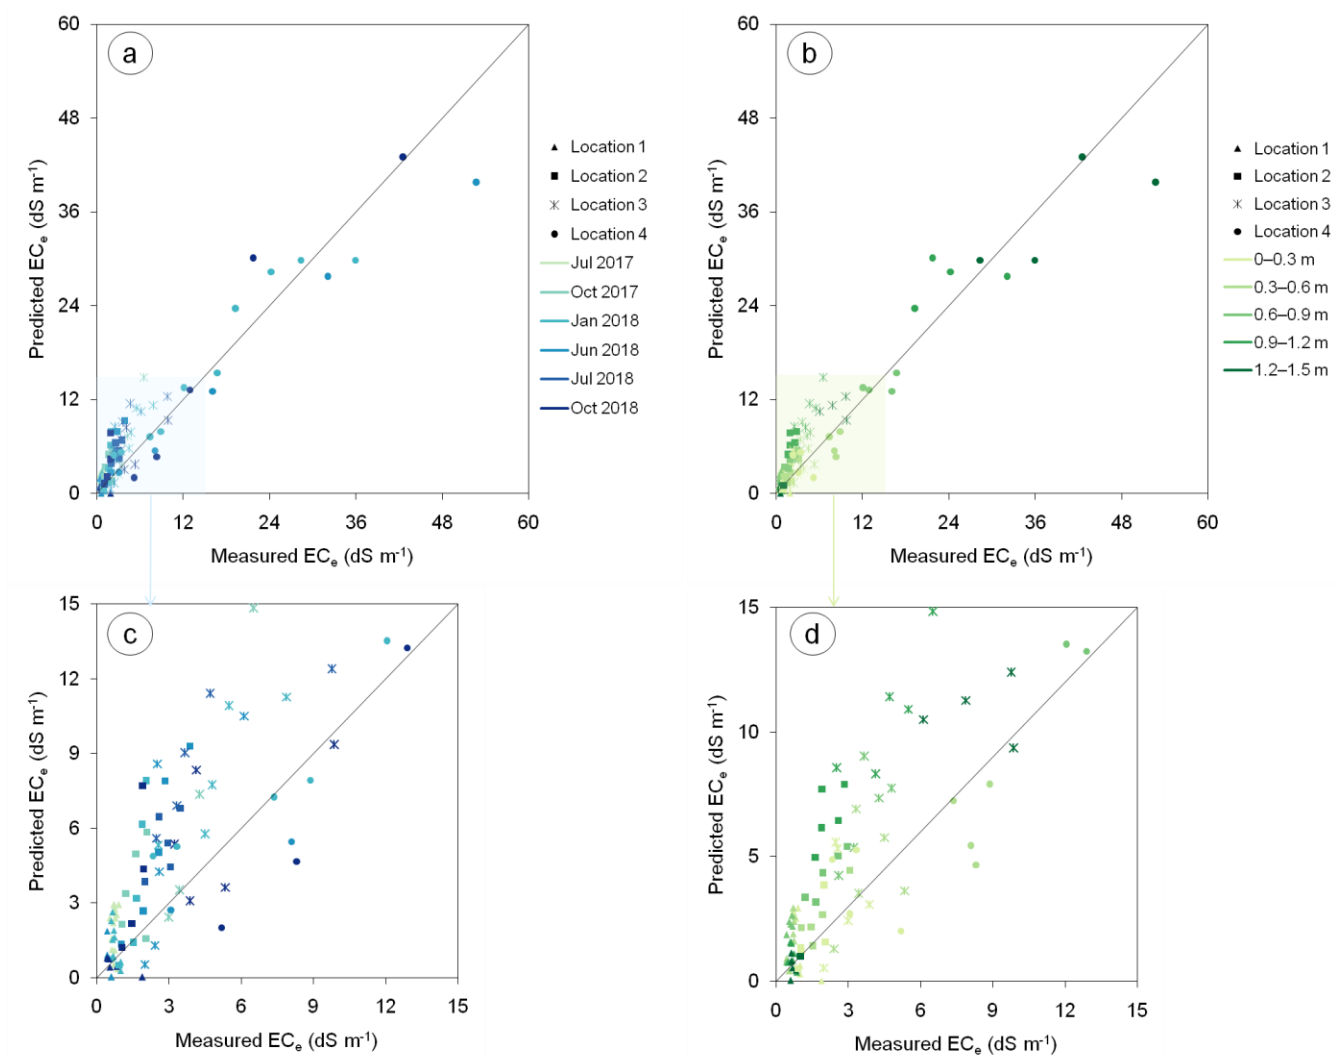 a
60
48
36
24
12
0
Predicted ECe (dS m-1)
0 12 24 36 48 60
Measured ECe (dS m-1)
Location 1
Location 2
Location 3
Location 4
Jul 2017
Oct 2017
Jan 2018
Jun 2018
Jul 2018
Oct 2018
b
60
48
36
24
12
0
Predicted ECe (dS m-1)
0 12 24 36 48 60
Measured ECe (dS m-1)
Location 1
Location 2
Location 3
Location 4
0–0.3 m
0.3–0.6 m
0.6–0.9 m
0.9–1.2 m
1.2–1.5 m
c
15
12
9
6
3
0
Predicted ECe (dS m-1)
0 3 6 9 12 15
Measured ECe (dS m-1)
d
15
10
5
0
Predicted ECe (dS m-1)
0 3 6 9 12 15
Measured ECe (dS m-1)